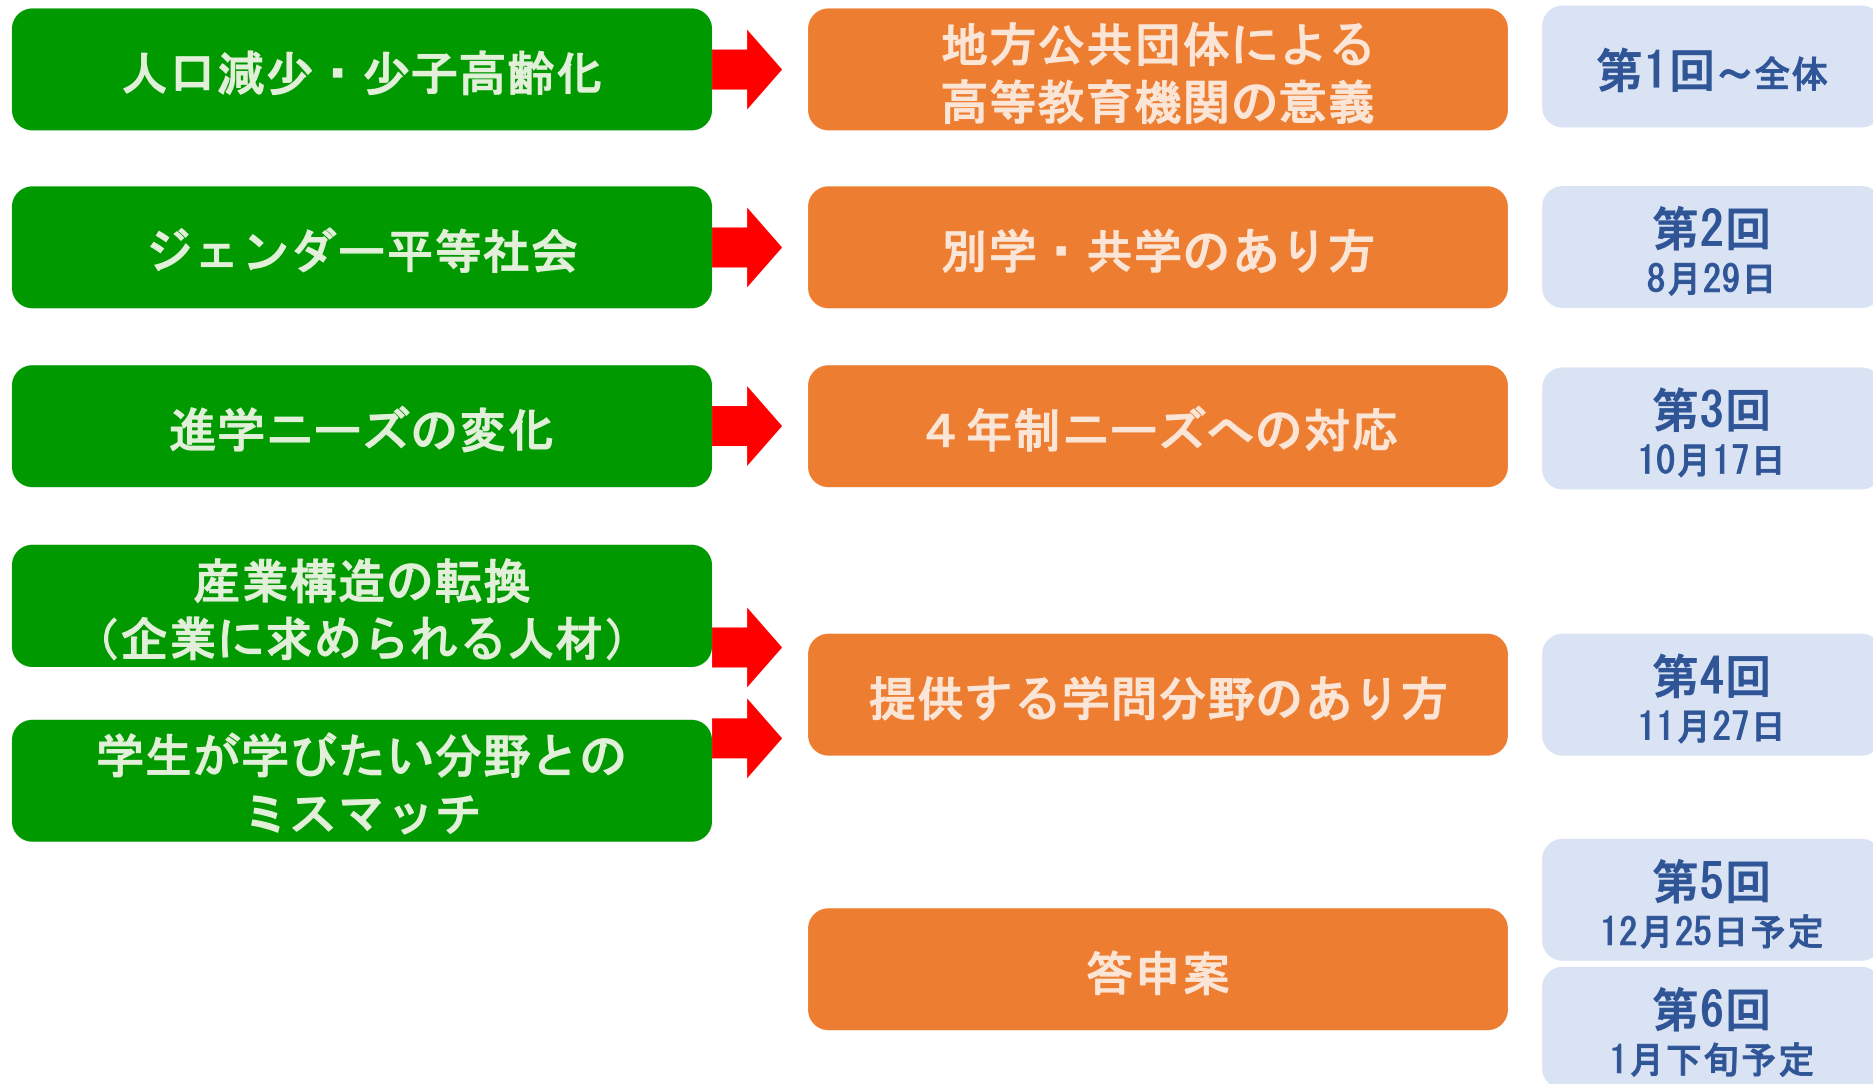 人口減少・少子高齢化
地方公共団体による
高等教育機関の意義
第1回～全体
ジェンダー平等社会
別学・共学のあり方
第2回
8月29日
進学ニーズの変化
４年制ニーズへの対応
第3回
10月17日
産業構造の転換
（企業に求められる人材）
学生が学びたい分野との
ミスマッチ
提供する学問分野のあり方
第4回
11月27日
答申案
第5回
12月25日予定
第6回
1月下旬予定